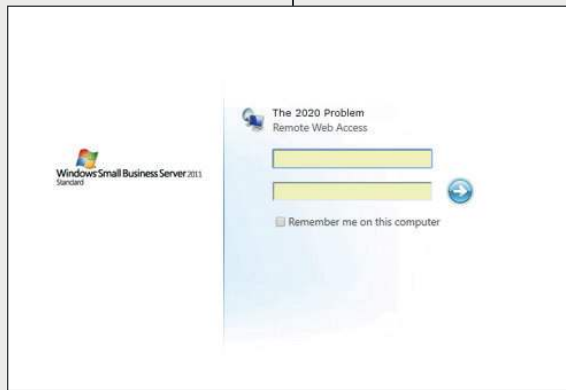 Windows Small Business Server 2011
Standard
The 2020 Problem
Remote Web Access
Remember me on this computer